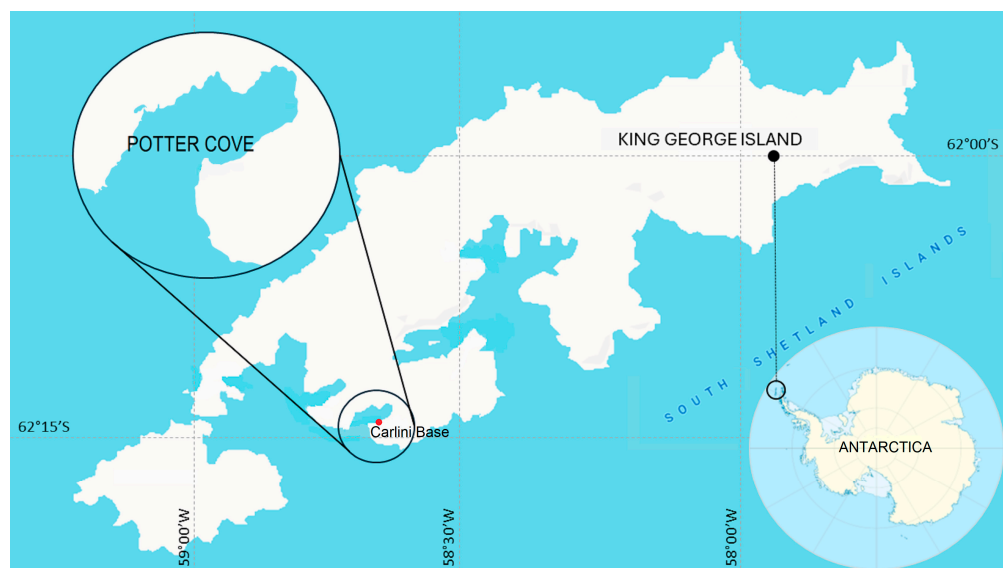 POTTER COVE
KING GEORGE ISLAND
62°00'S
SOUTH SHETLAND ISLANDS
62°15'S
Carlini Base
ANTARCTICA
59°00'W
58°30'W
58°00'W